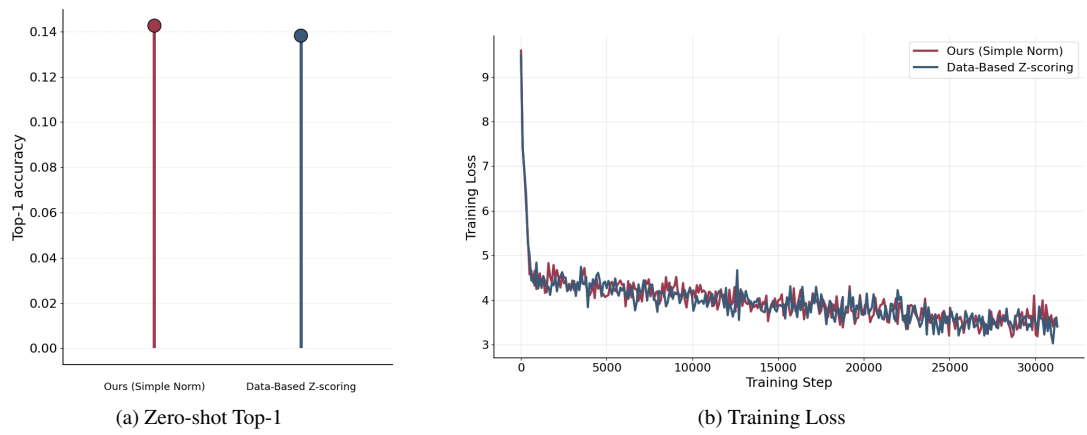 Top-1 accuracy
0.14
0.12
0.10
0.08
0.06
0.04
0.02
0.00
Ours (Simple Norm)
Data-Based Z-scoring
(a) Zero-shot Top-1
Training Loss
9
8
7
6
5
4
3
Ours (Simple Norm)
Data-Based Z-scoring
0
5000
10000
15000
20000
25000
30000
Training Step
(b) Training Loss